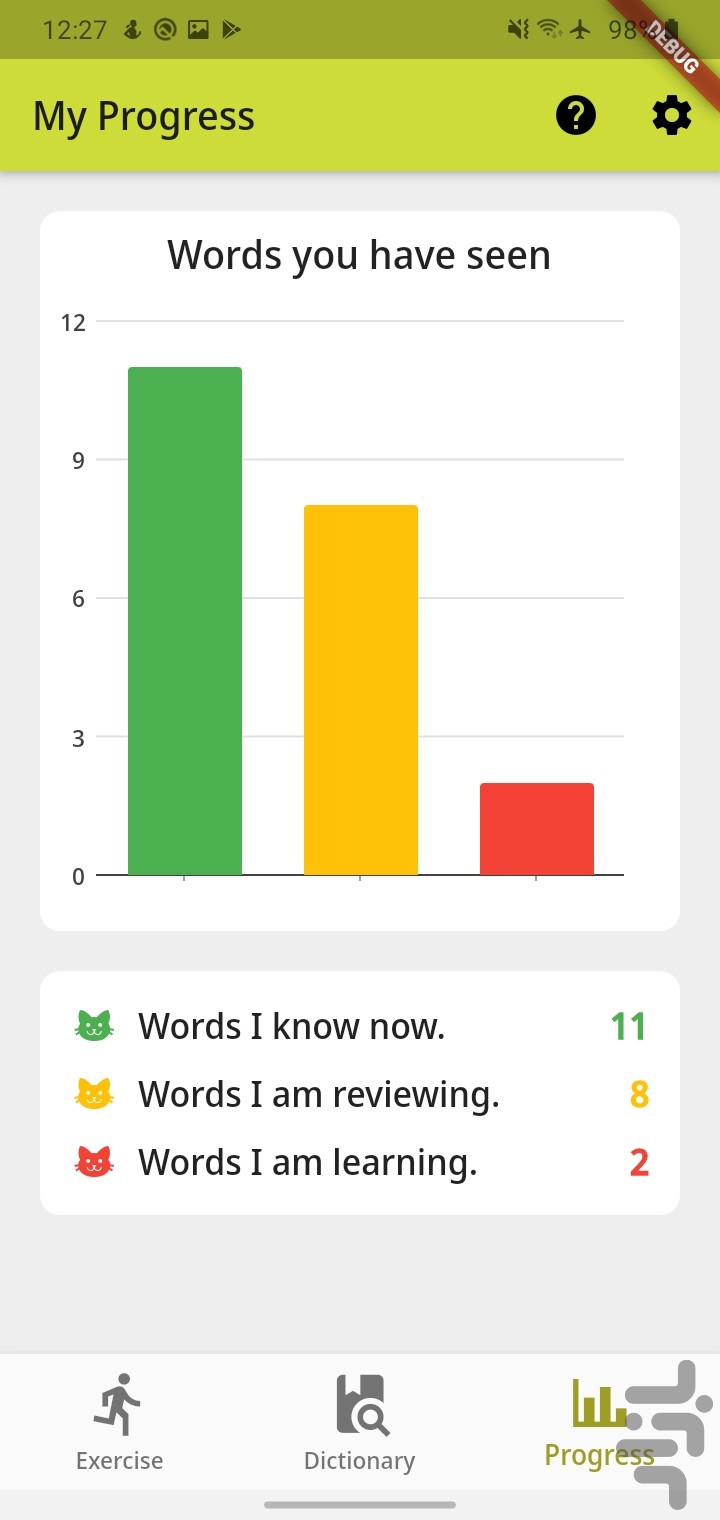 12:27 98%
DEBUG
My Progress
Words you have seen
12
9
6
3
0
Words I know now. 11
Words I am reviewing. 8
Words I am learning. 2
Exercise Dictionary Progress